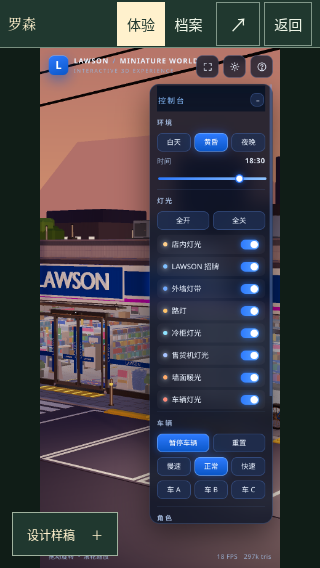 罗森
体验 档案 ↗ 返回
L LAWSON MINIATURE WORLD
INTERACTIVE 3D EXPERIENCE
控制台
环境
白天 黄昏 夜晚
时间 18:30
灯光
全开 全关
店内灯光
LAWSON 招牌
外墙灯带
路灯
冷柜灯光
售货机灯光
墙面暖光
车辆灯光
车辆
暂停车辆 重置
慢速 正常 快速
车 A 车 B 车 C
角色
LAWSON
设计样稿 +
18 FPS · 297k tris